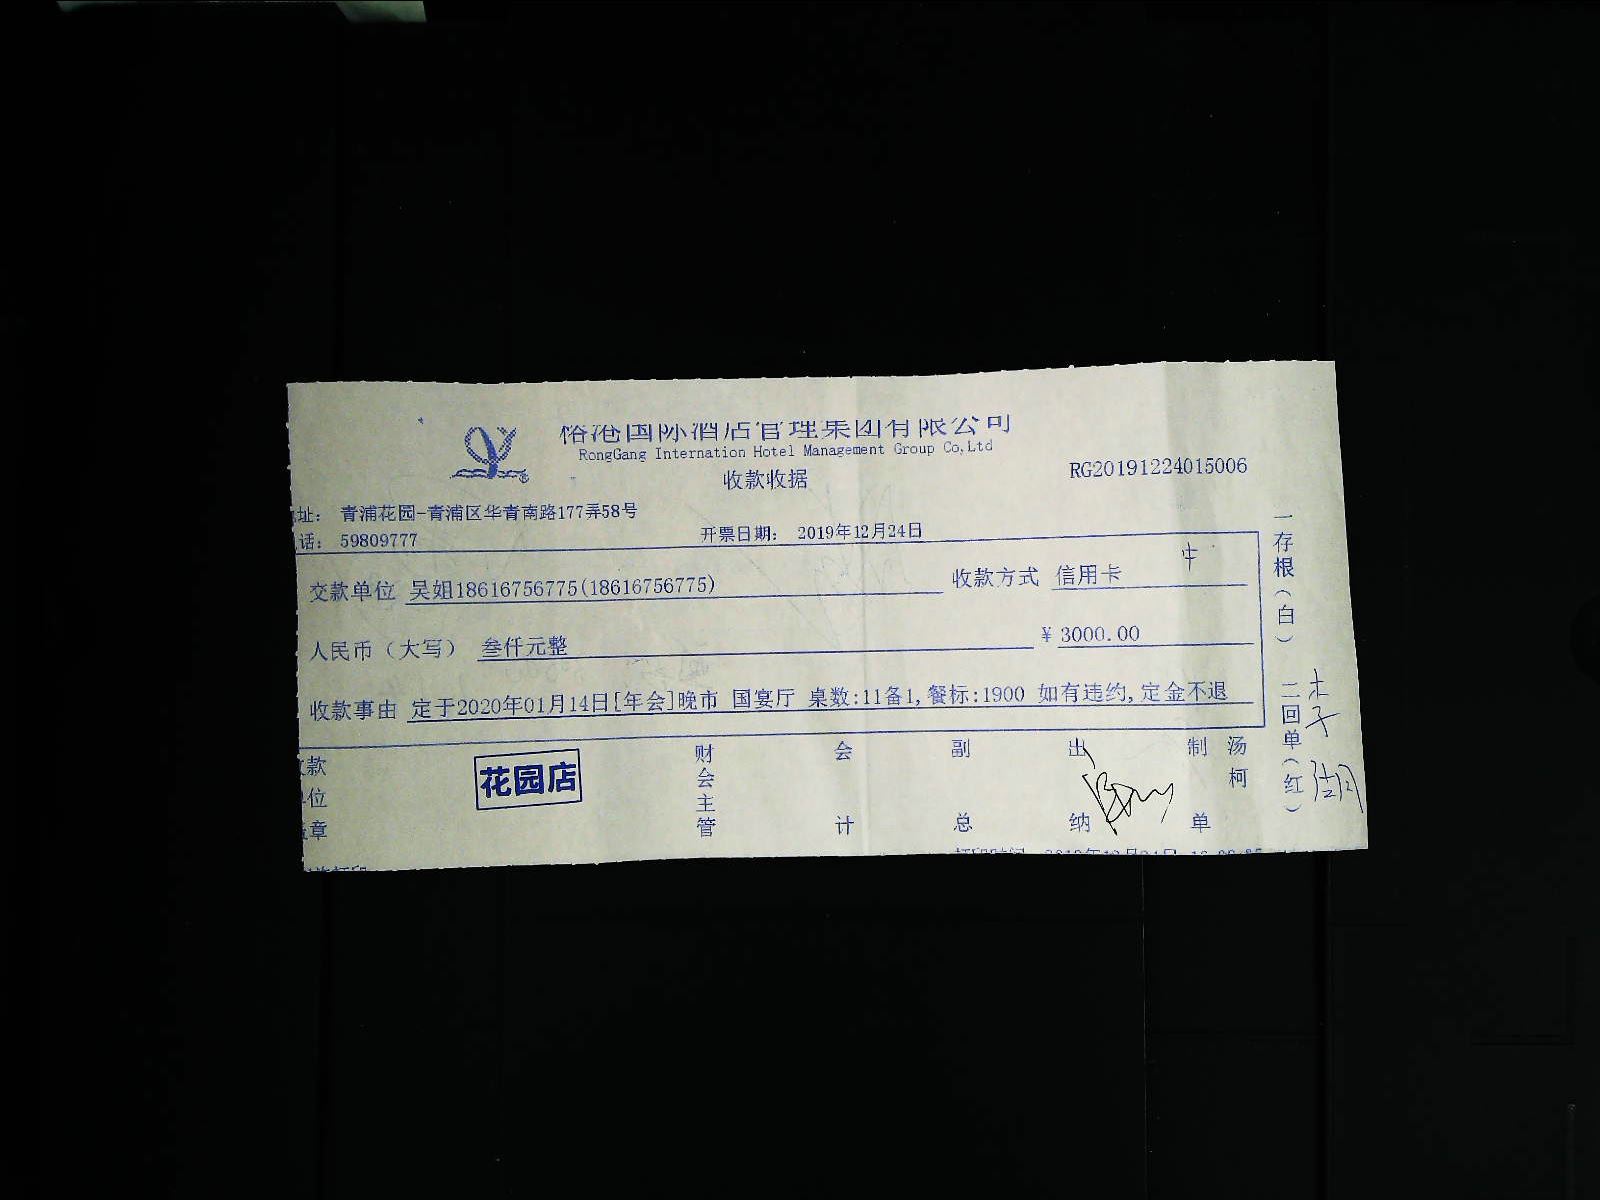 裕港国际酒店管理集团有限公司
RongGang Internation Hotel Management Group Co,Ltd
收款收据
RG20191224015006
址： 青浦花园-青浦区华青南路177弄58号
话： 59809777
开票日期： 2019年12月24日
交款单位 吴姐18616756775(18616756775) 收款方式 信用卡
人民币（大写） 叁仟元整 ¥ 3000.00
收款事由 定于2020年01月14日[年会]晚市 国宴厅 桌数:11备1,餐标:1900 如有违约,定金不退
款
位
章
花园店
财会主管
会计
副总
出纳
制单
汤柯
一存根（白）
二回单（红）